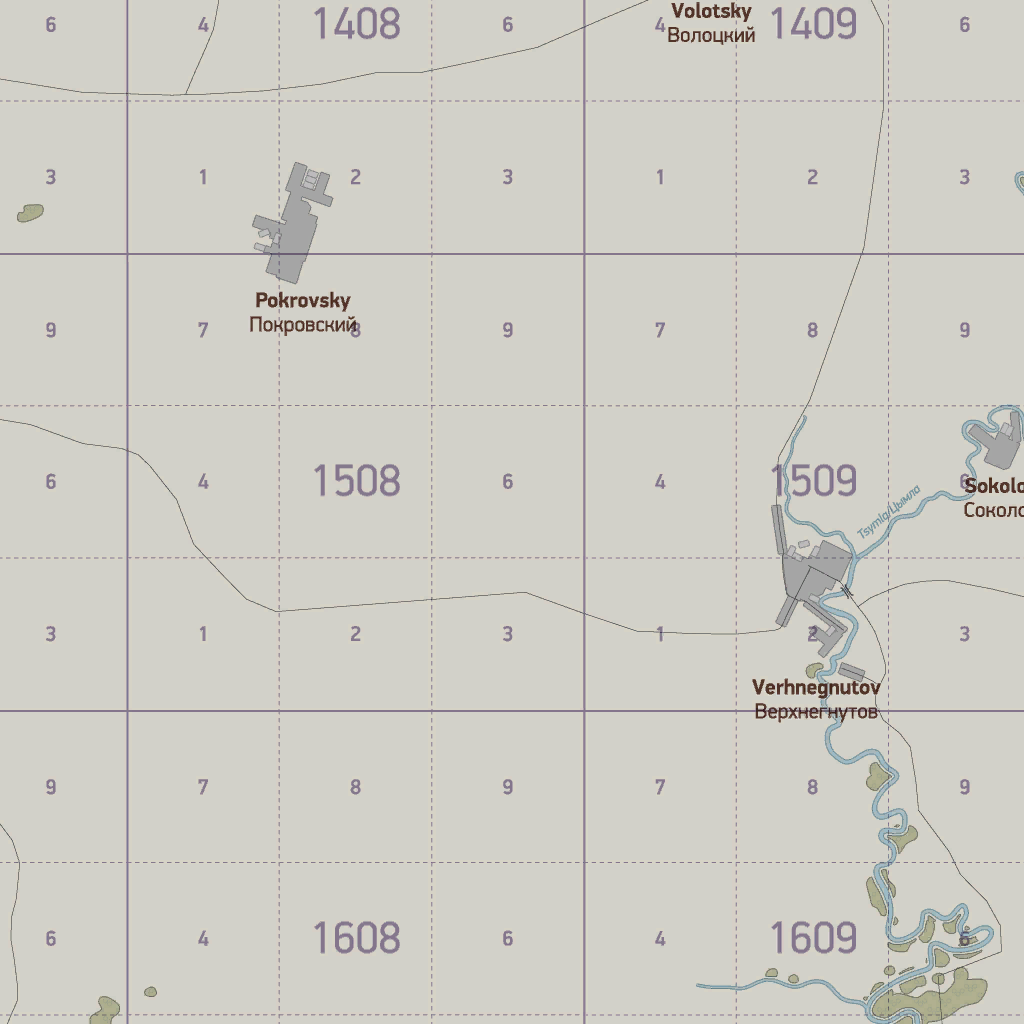 Volotsky
Волоцкий
6 4 1408 6 4 1409 6
3 1 2 3 1 2 3
Pokrovsky
Покровский
9 7 8 9 7 8 9
6 4 1508 6 4 1509 6
Sokolo
Соколо
Tsymla/Цымла
3 1 2 3 1 2 3
Verhnegnutov
Верхнегнутов
9 7 8 9 7 8 9
6 4 1608 6 4 1609 6